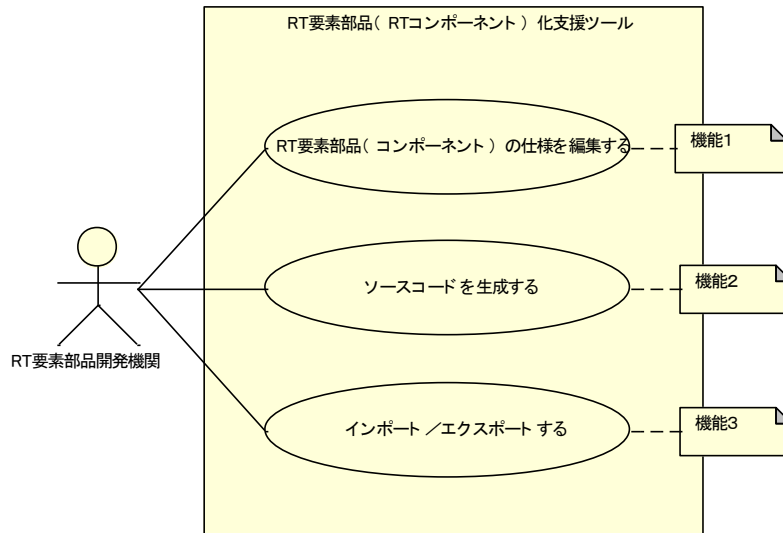 RT要素部品( RTコンポーネント) 化支援ツール
RT要素部品( コンポーネント) の仕様を編集する
機能1
ソースコードを生成する
機能2
RT要素部品開発機関
インポート/エクスポートする
機能3